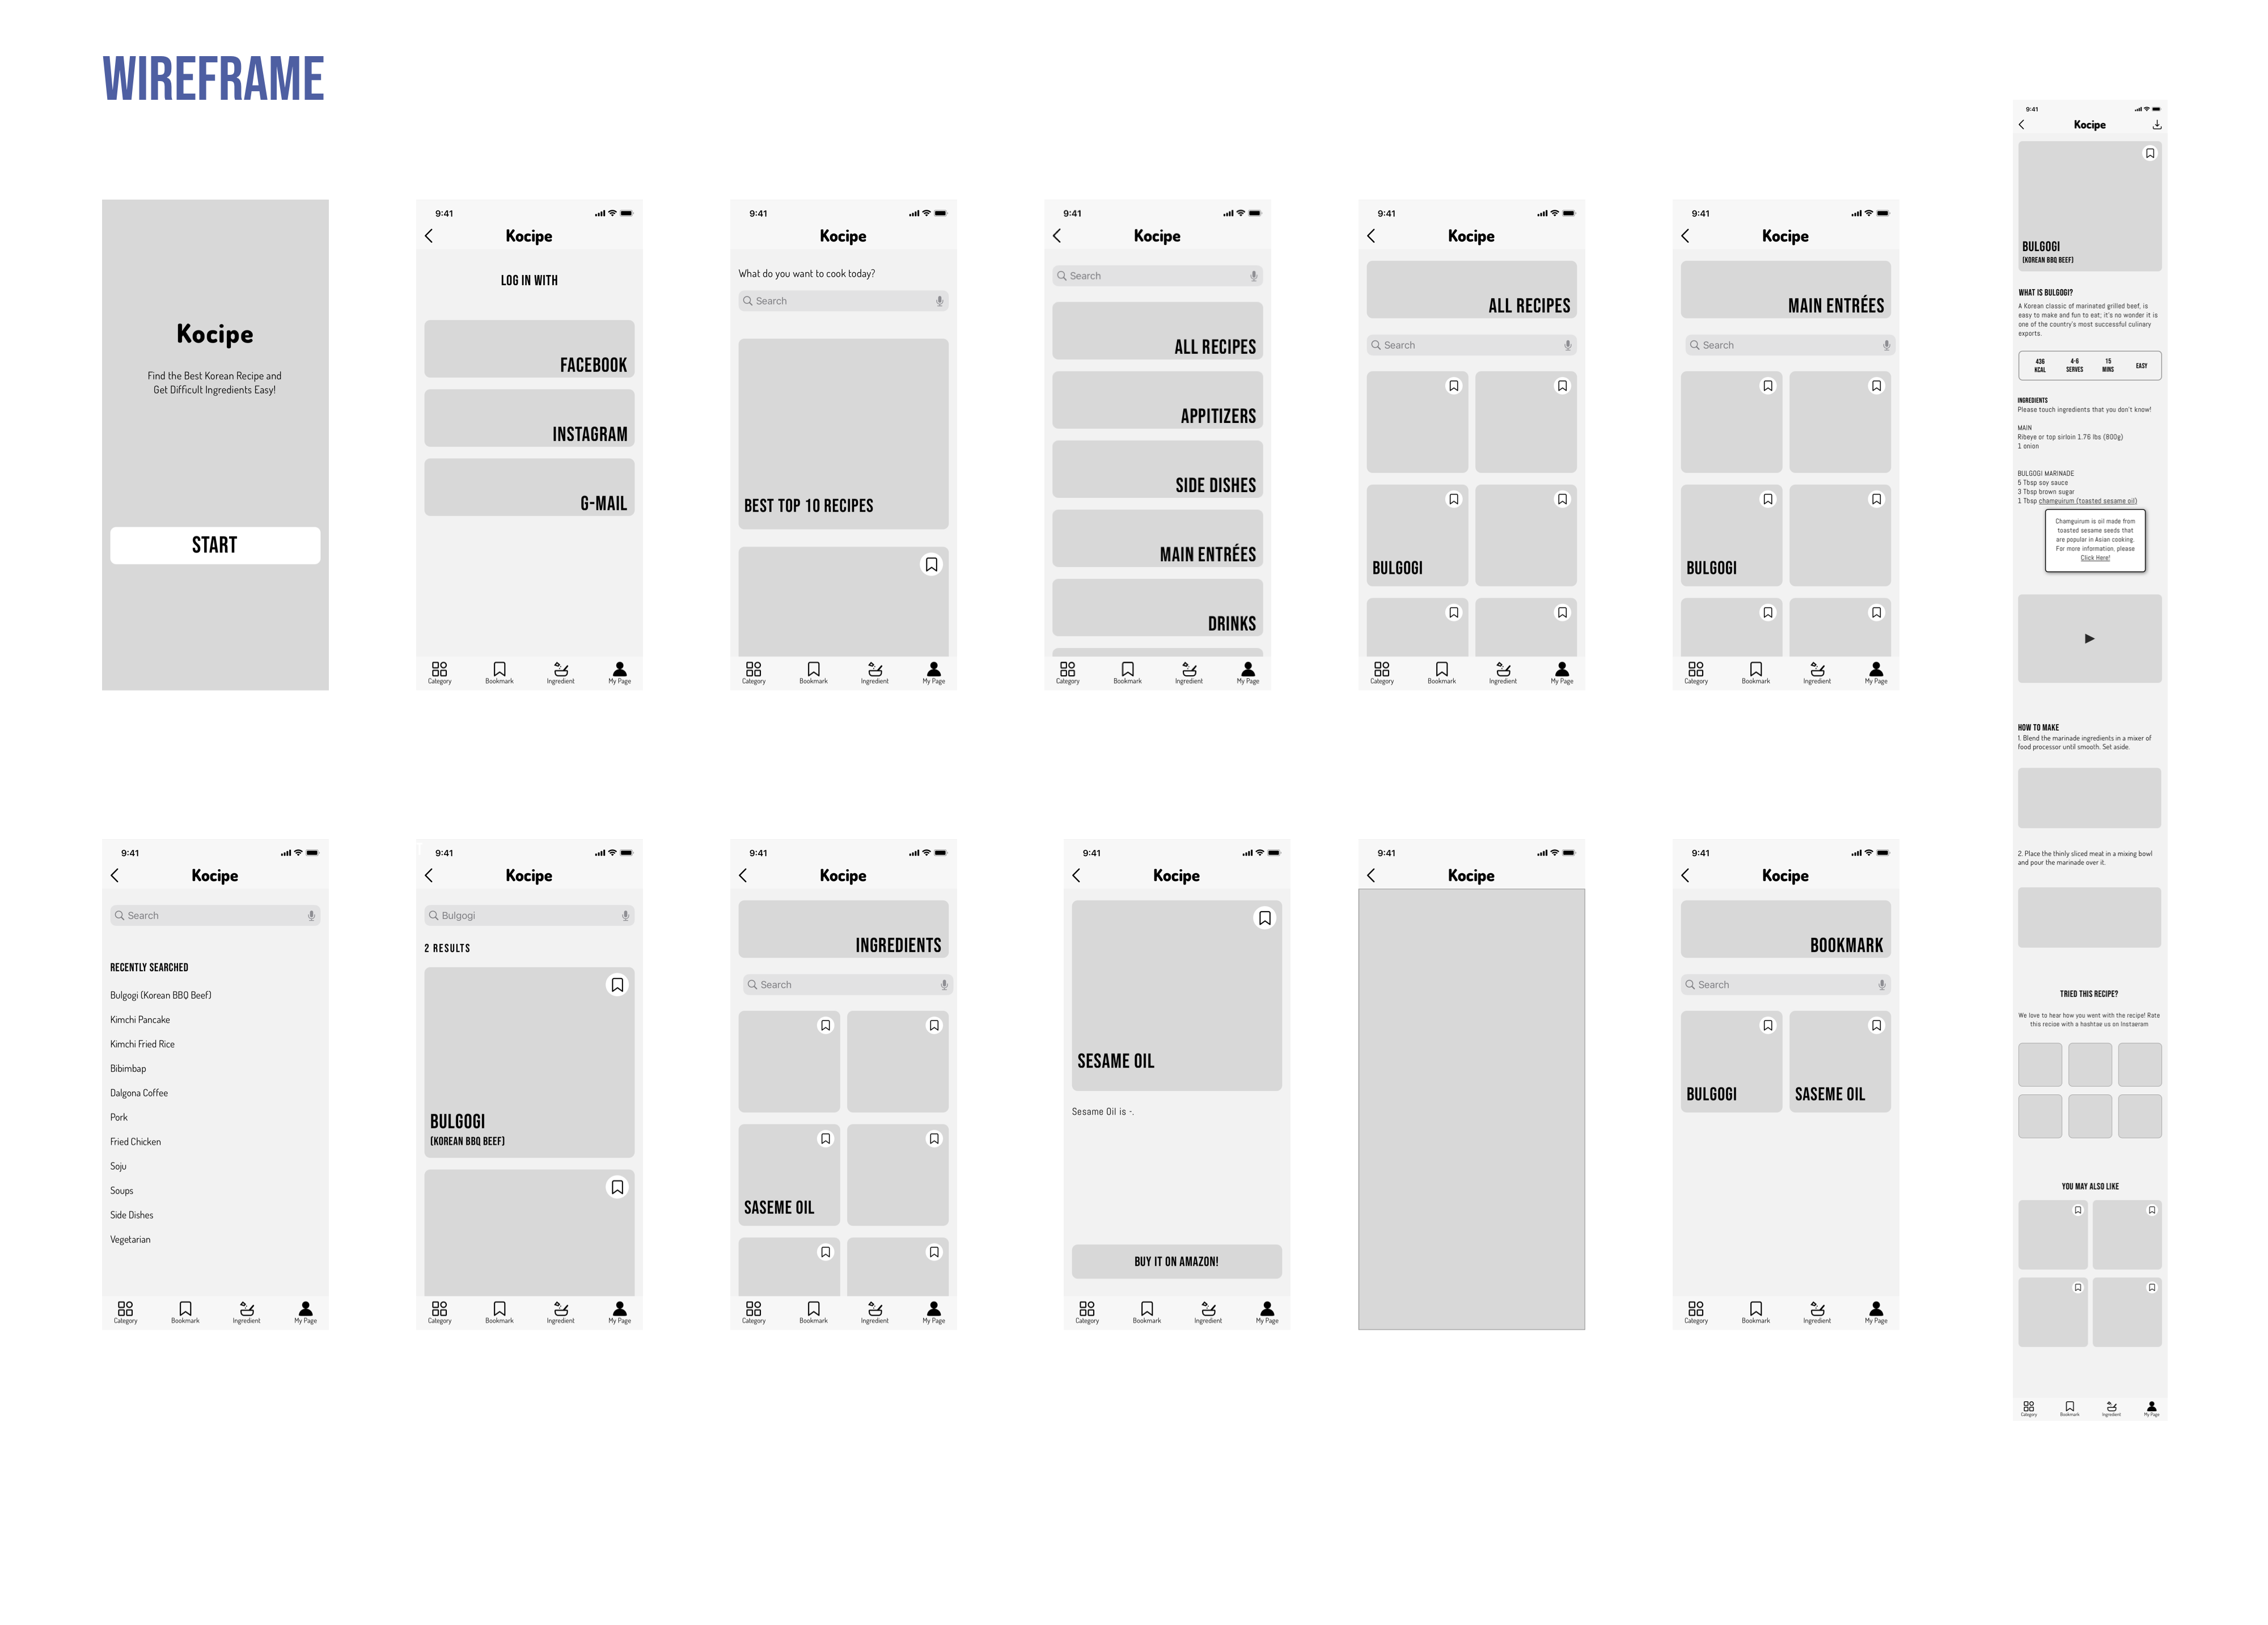 WIREFRAME
Kocipe
Find the Best Korean Recipe and
Get Difficult Ingredients Easy!
START
9:41
Kocipe
LOG IN WITH
FACEBOOK
INSTAGRAM
G-MAIL
Category Bookmark Ingredient My Page
9:41
Kocipe
What do you want to cook today?
Search
BEST TOP 10 RECIPES
Category Bookmark Ingredient My Page
9:41
Kocipe
Search
ALL RECIPES
APPITIZERS
SIDE DISHES
MAIN ENTRÉES
DRINKS
Category Bookmark Ingredient My Page
9:41
Kocipe
ALL RECIPES
Search
BULGOGI
Category Bookmark Ingredient My Page
9:41
Kocipe
MAIN ENTRÉES
Search
BULGOGI
Category Bookmark Ingredient My Page
9:41
Kocipe
BULGOGI
(KOREAN BBQ BEEF)
WHAT IS BULGOGI?
A Korean classic of marinated grilled beef, is
easy to make and fun to eat; it's no wonder it is
one of the country's most successful culinary
exports.
436 4-6 15 EASY
KCAL SERVES MINS
INGREDIENTS
Please touch ingredients that you don't know!
MAIN
Ribeye or top sirloin 1.76 lbs (800g)
1 onion
BULGOGI MARINADE
5 Tbsp soy sauce
3 Tbsp brown sugar
1 Tbsp chamguirum (toasted sesame oil)
Chamguirum is oil made from
toasted sesame seeds that
are popular in Asian cooking.
For more information, please
Click Here!
HOW TO MAKE
1. Blend the marinade ingredients in a mixer of
food processor until smooth. Set aside.
2. Place the thinly sliced meat in a mixing bowl
and pour the marinade over it.
TRIED THIS RECIPE?
We love to hear how you went with the recipe! Rate
this recipe with a hashtag us on Instagram
YOU MAY ALSO LIKE
Category Bookmark Ingredient My Page
9:41
Kocipe
Search
RECENTLY SEARCHED
Bulgogi (Korean BBQ Beef)
Kimchi Pancake
Kimchi Fried Rice
Bibimbap
Dalgona Coffee
Pork
Fried Chicken
Soju
Soups
Side Dishes
Vegetarian
Category Bookmark Ingredient My Page
9:41
Kocipe
Bulgogi
2 RESULTS
BULGOGI
(KOREAN BBQ BEEF)
Category Bookmark Ingredient My Page
9:41
Kocipe
INGREDIENTS
Search
SASEME OIL
Category Bookmark Ingredient My Page
9:41
Kocipe
SESAME OIL
Sesame Oil is -.
BUY IT ON AMAZON!
Category Bookmark Ingredient My Page
9:41
Kocipe
9:41
Kocipe
BOOKMARK
Search
BULGOGI
SASEME OIL
Category Bookmark Ingredient My Page